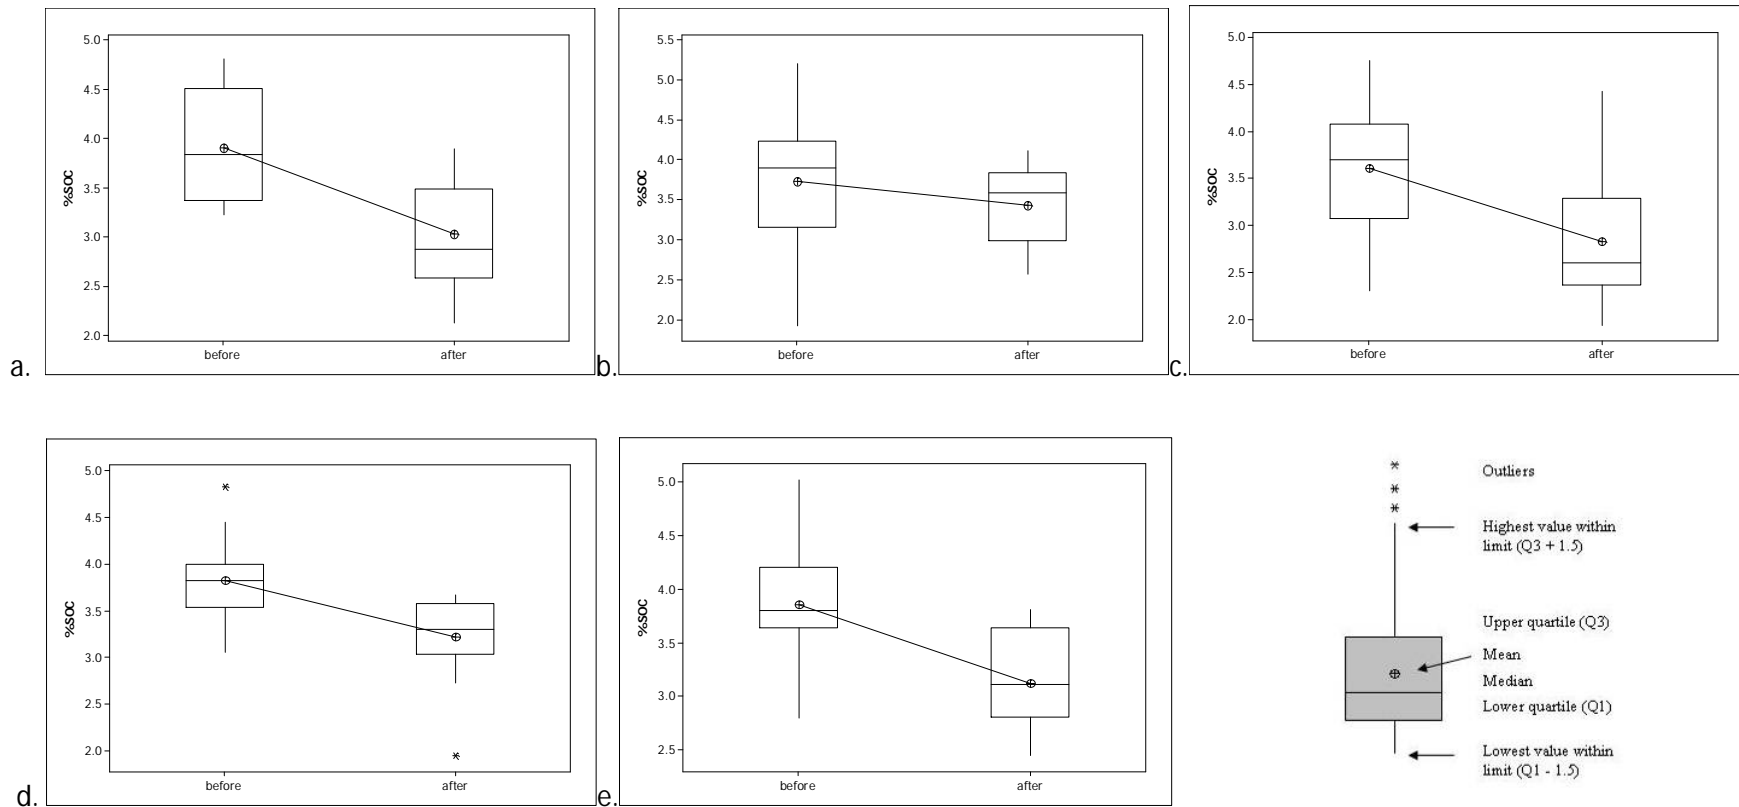 5.0
4.5
4.0
3.5
3.0
2.5
2.0
%SOC
before after
a.
5.5
5.0
4.5
4.0
3.5
3.0
2.5
2.0
%SOC
before after
b.
5.0
4.5
4.0
3.5
3.0
2.5
2.0
%SOC
before after
c.
5.0
4.5
4.0
3.5
3.0
2.5
2.0
%SOC
before after
d.
5.0
4.5
4.0
3.5
3.0
2.5
%SOC
before after
e.
Outliers
Highest value within
limit (Q3 + 1.5)
Upper quartile (Q3)
Mean
Median
Lower quartile (Q1)
Lowest value within
limit (Q1 - 1.5)